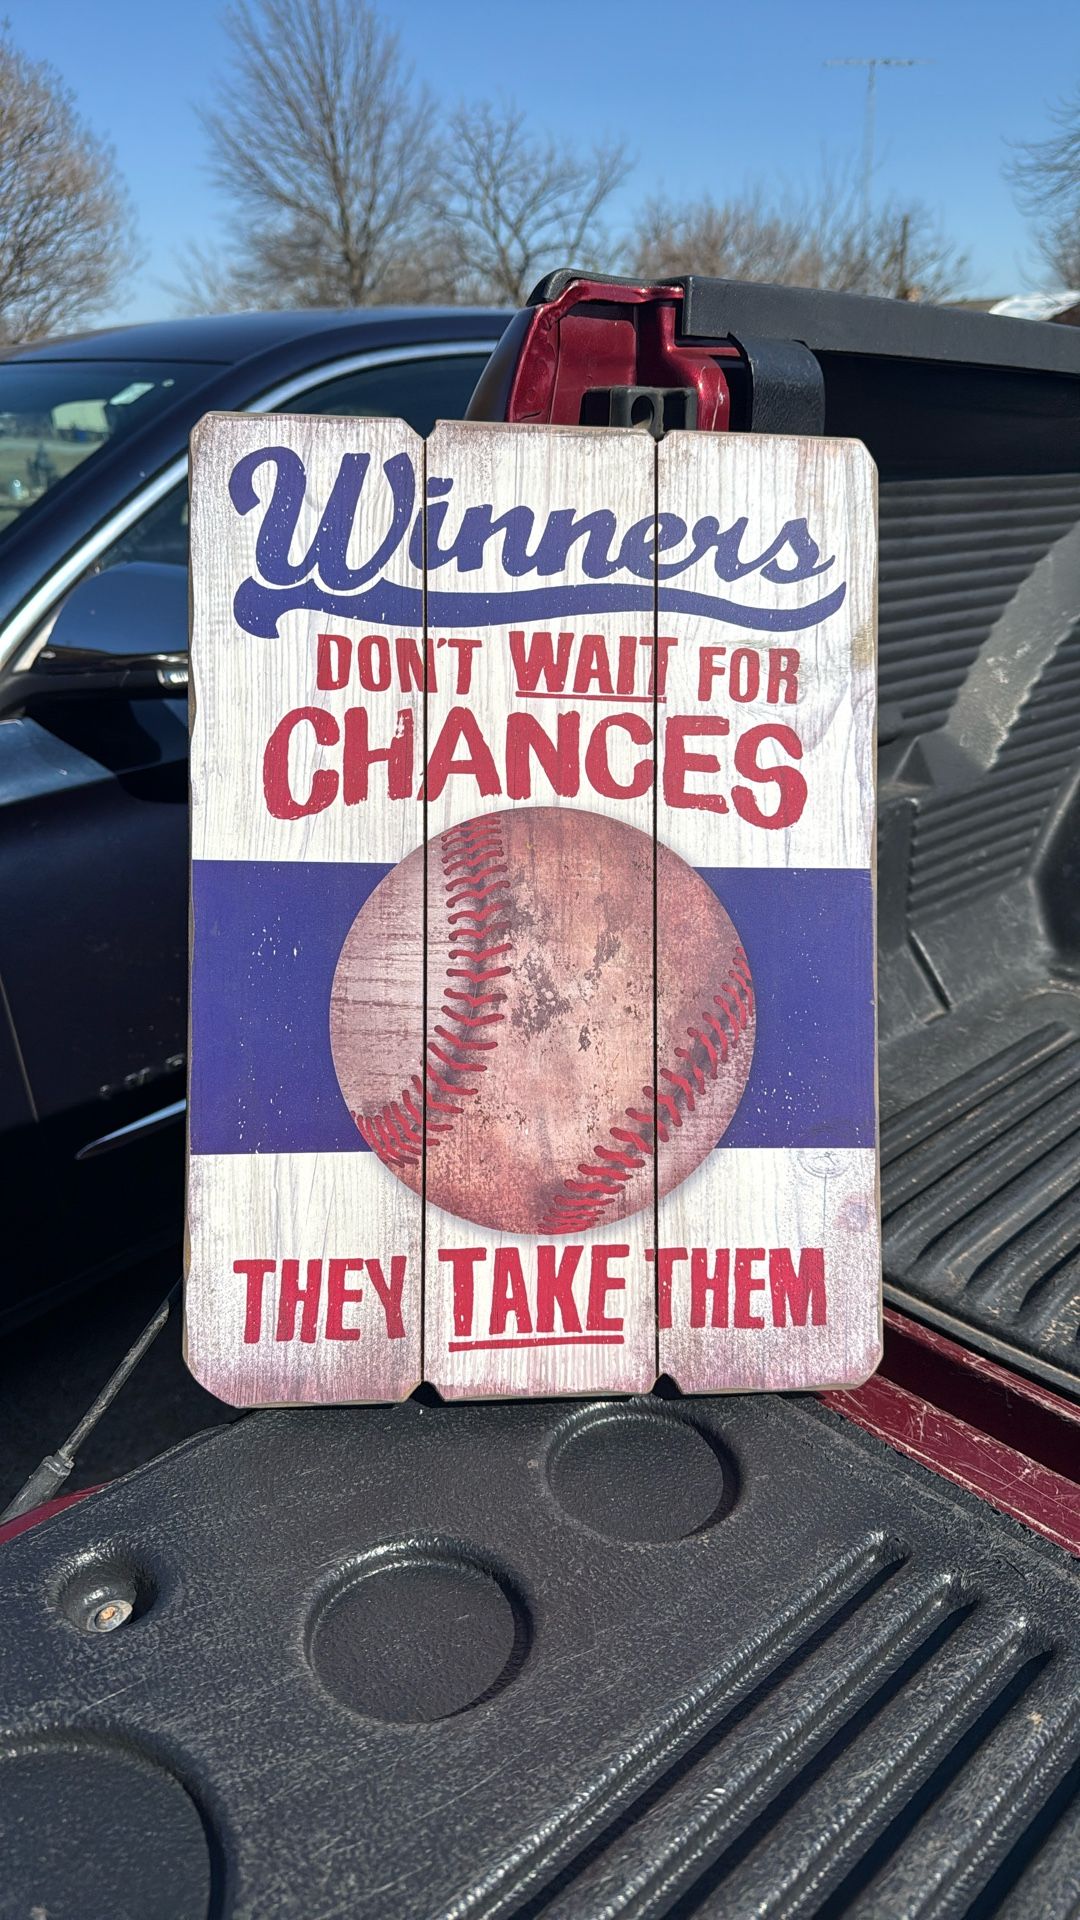 Winners
DON'T WAIT FOR
CHANCES
THEY TAKE THEM